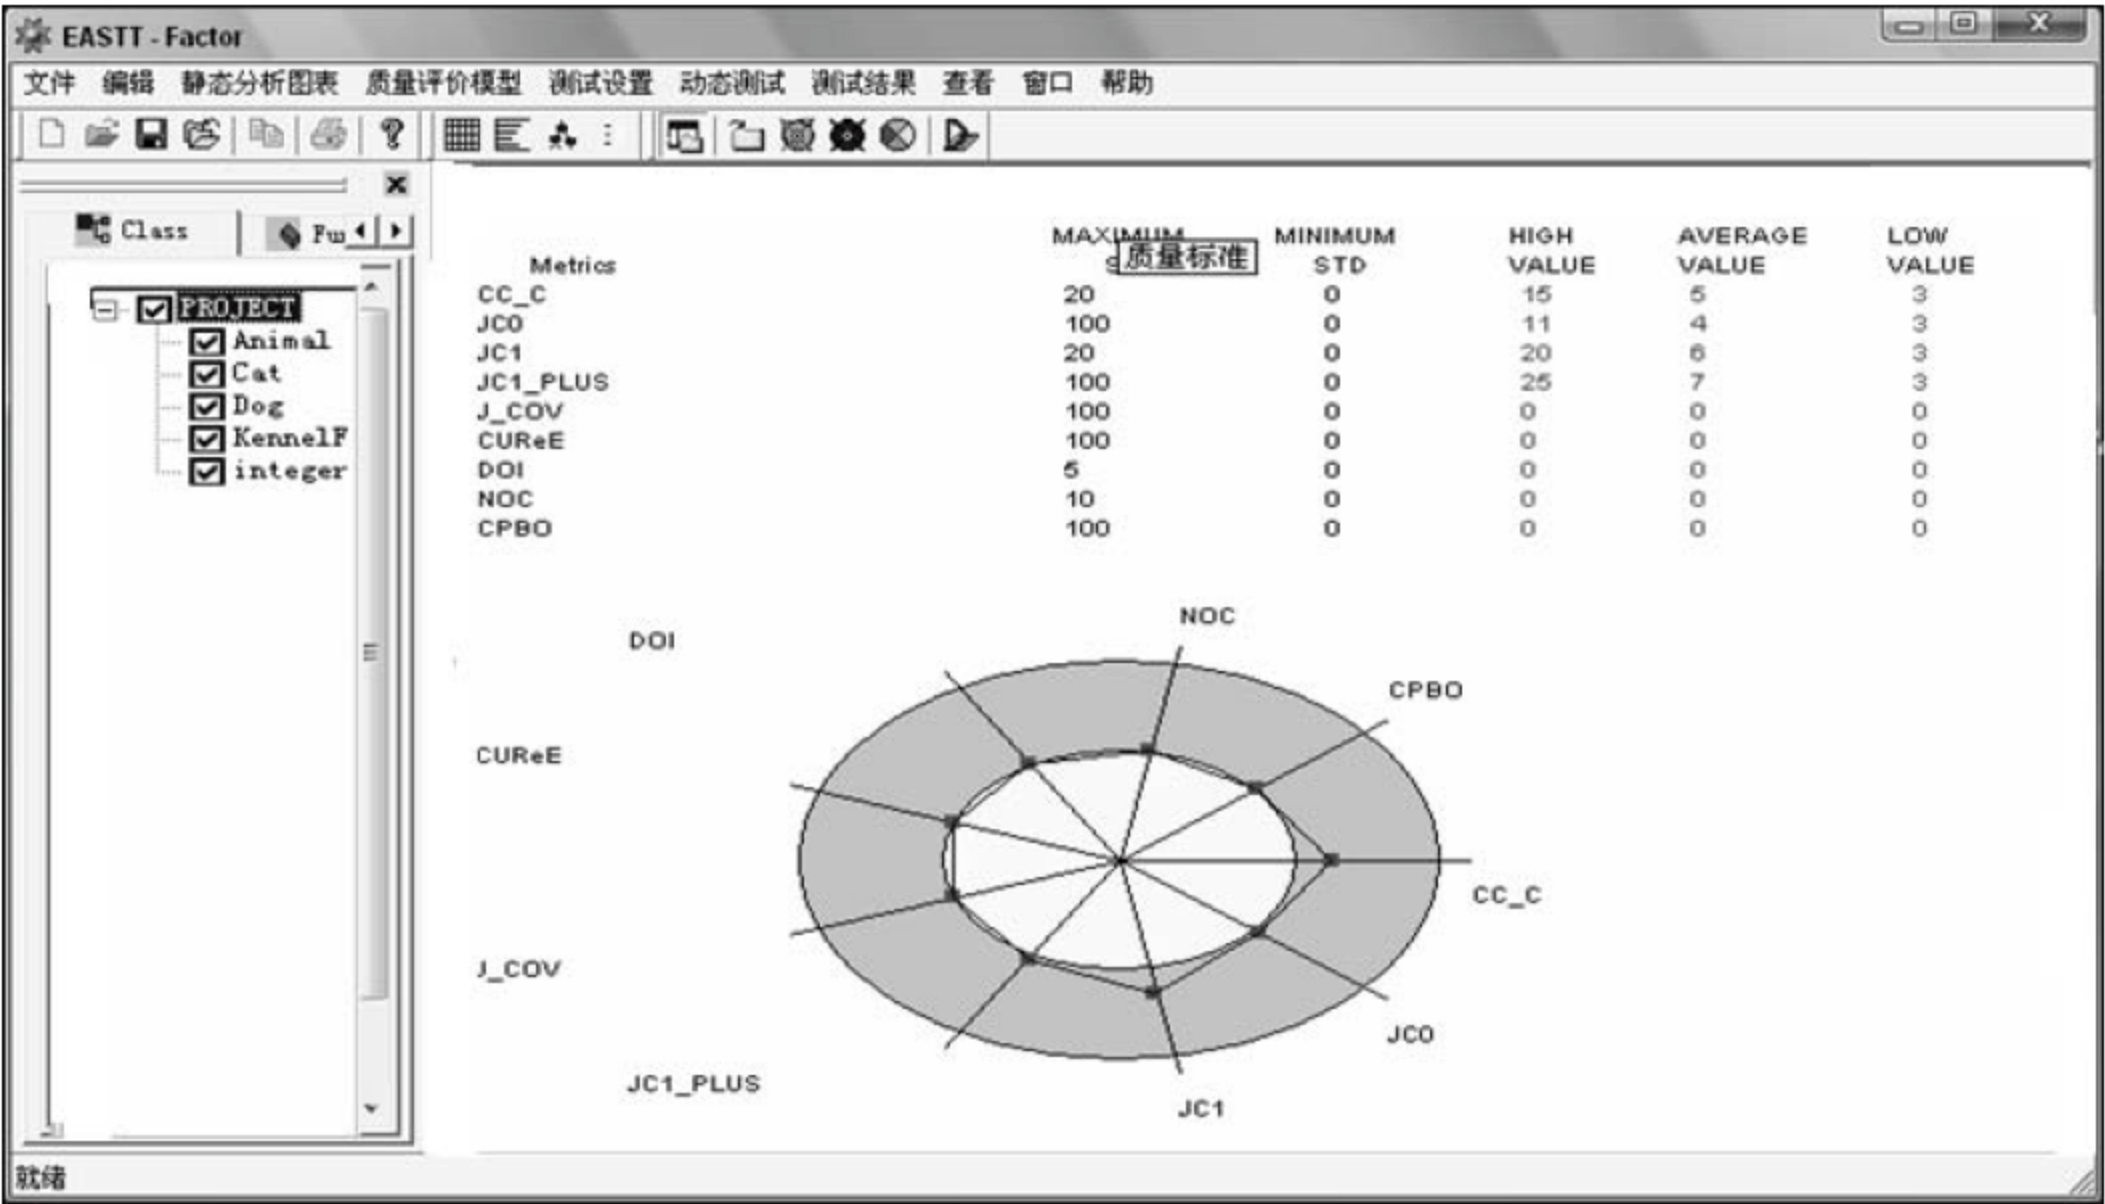 EASTT - Factor
文件 编辑 静态分析图表 质量评价模型 测试设置 动态测试 测试结果 查看 窗口 帮助
Class Fu
PROJECT
Animal
Cat
Dog
KennelF
integer
MAXIMUM MINIMUM HIGH AVERAGE LOW
Metrics S 质量标准 STD VALUE VALUE VALUE
CC_C 20 0 15 5 3
JC0 100 0 11 4 3
JC1 20 0 20 6 3
JC1_PLUS 100 0 25 7 3
J_COV 100 0 0 0 0
CUReE 100 0 0 0 0
DOI 5 0 0 0 0
NOC 10 0 0 0 0
CPBO 100 0 0 0 0
NOC
DOI
CPBO
CUReE
CC_C
J_COV
JC0
JC1_PLUS
JC1
就绪